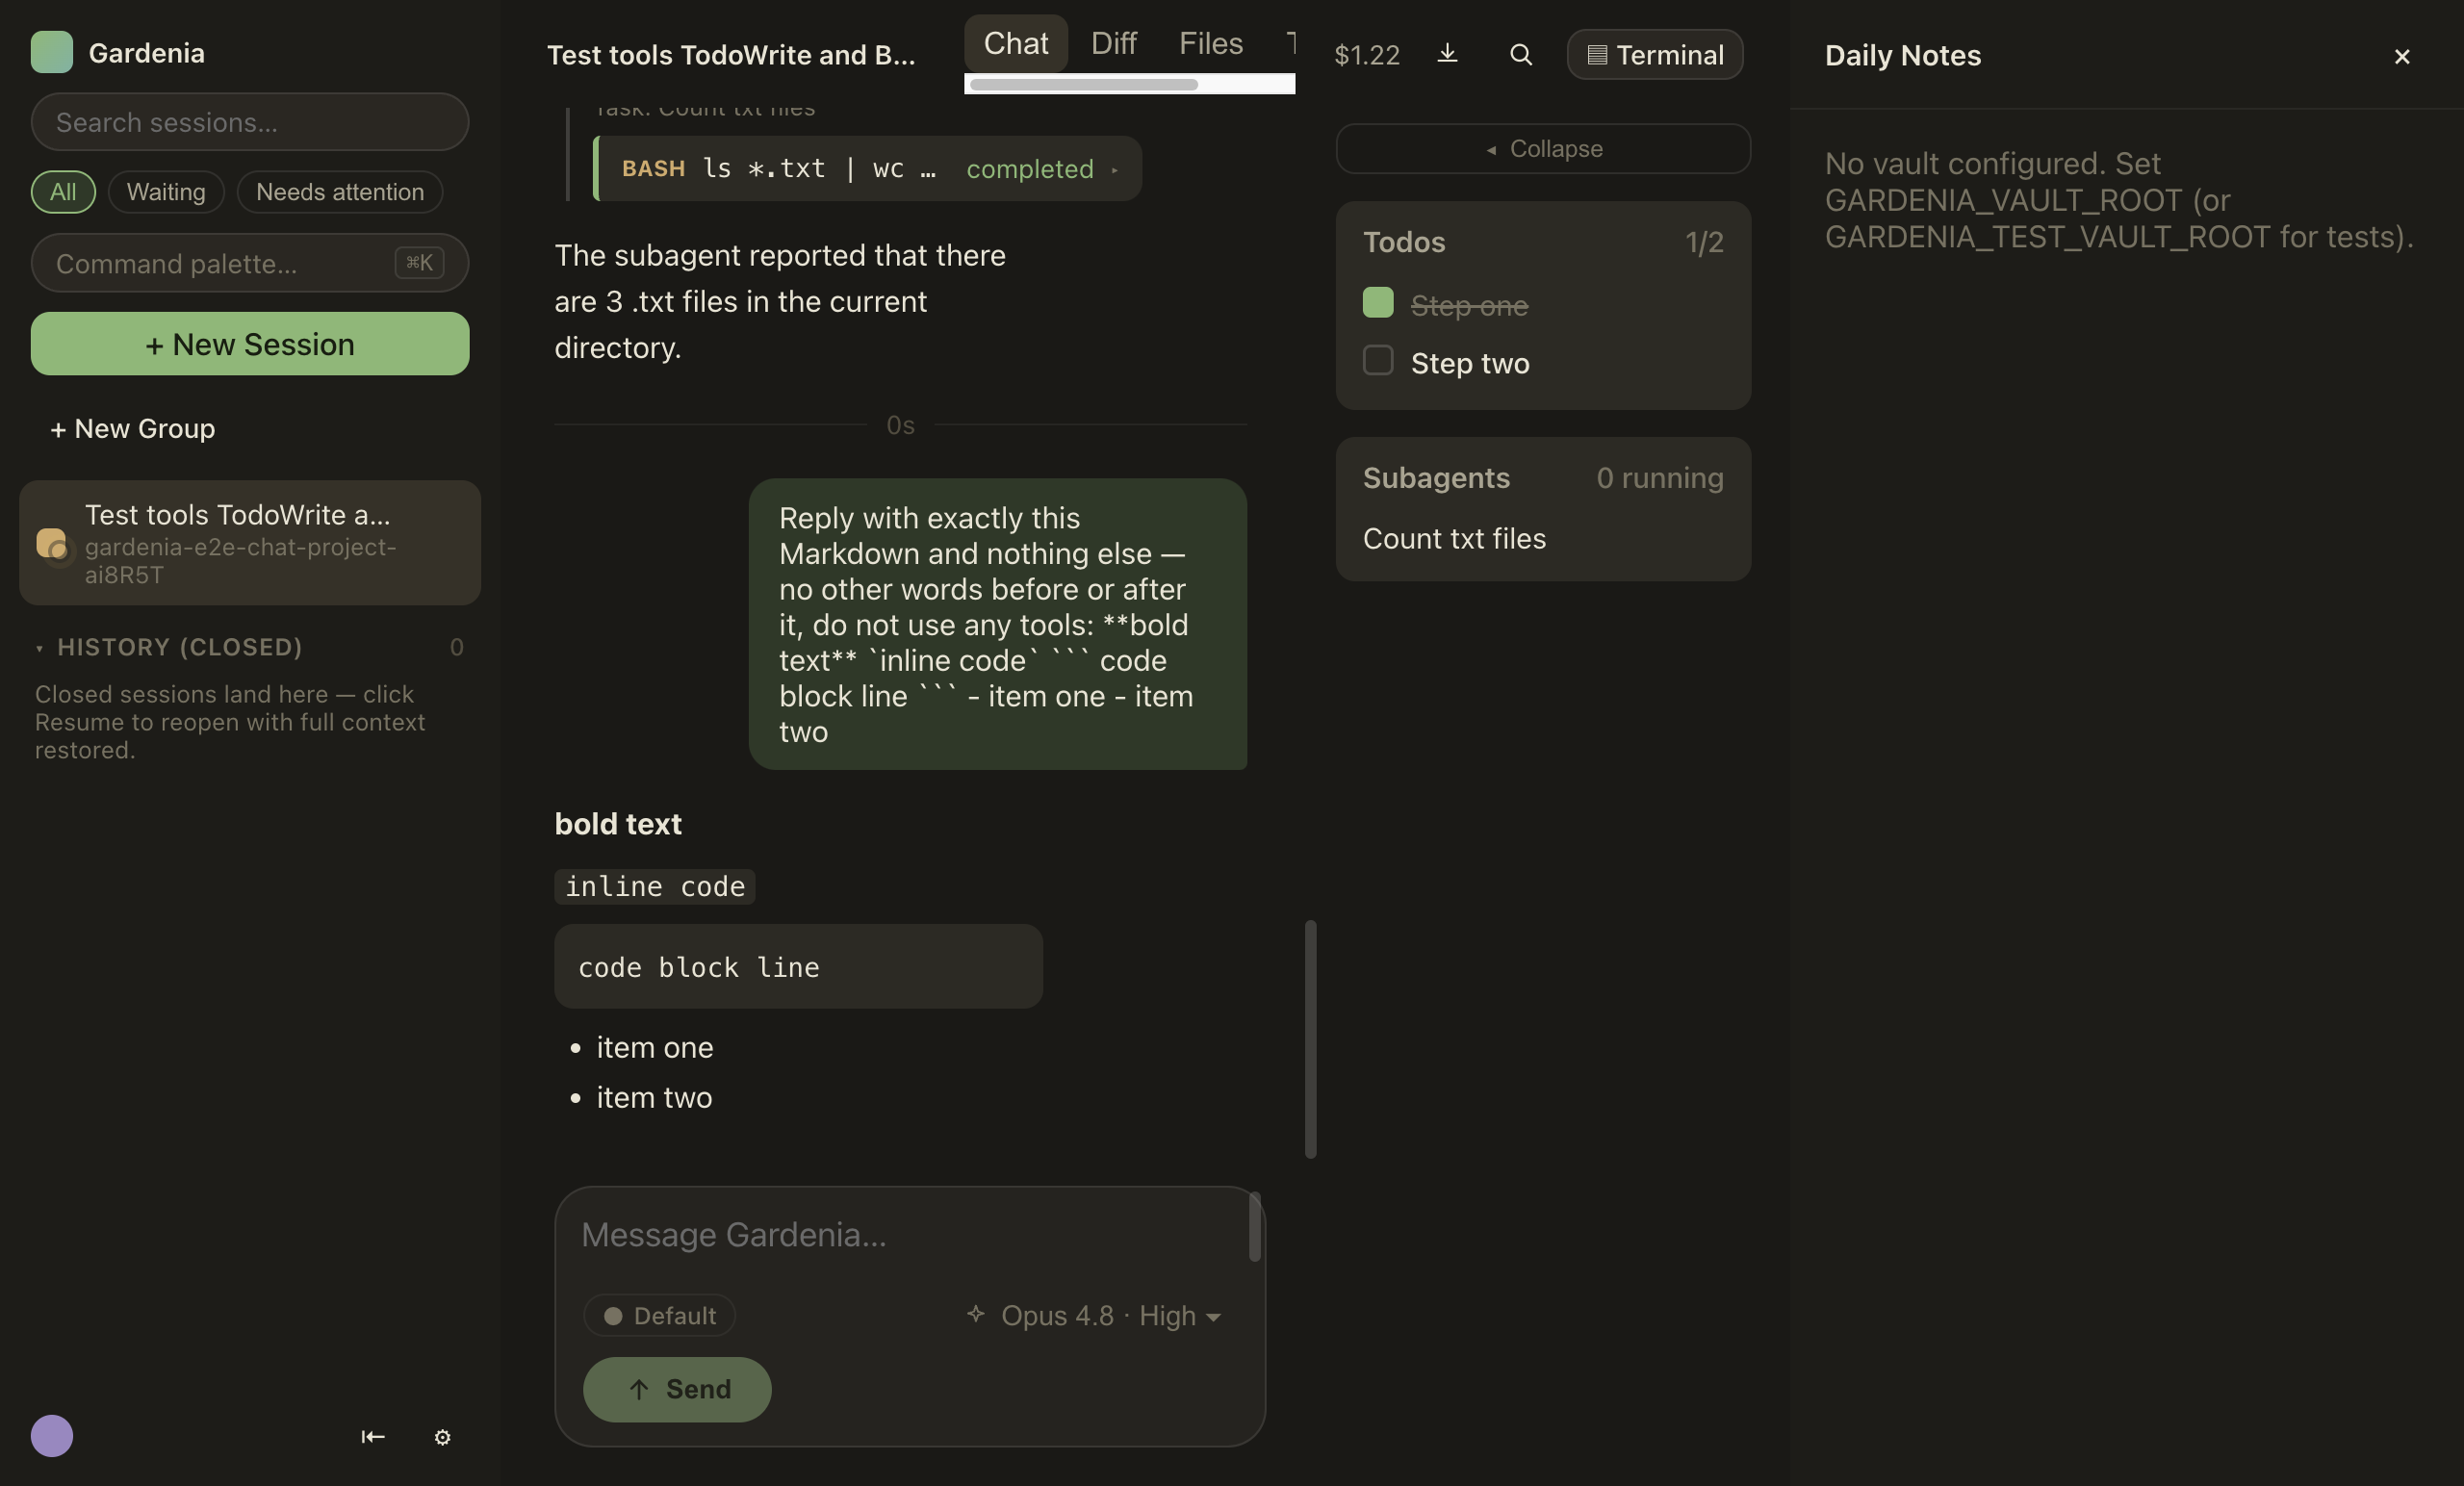 Gardenia
Search sessions...
All
Waiting
Needs attention
Command palette...
⌘K
+ New Session
+ New Group
Test tools TodoWrite a...
gardenia-e2e-chat-project-
ai8R5T
HISTORY (CLOSED)
0
Closed sessions land here — click
Resume to reopen with full context
restored.
Test tools TodoWrite and B...
Chat
Diff
Files
$1.22
Terminal
Task: Count txt files
BASH ls *.txt | wc … completed
The subagent reported that there
are 3 .txt files in the current
directory.
0s
Reply with exactly this
Markdown and nothing else —
no other words before or after
it, do not use any tools: **bold
text** `inline code` ``` code
block line ``` - item one - item
two
bold text
inline code
code block line
• item one
• item two
Message Gardenia...
Default
Opus 4.8 · High
Send
Collapse
Todos
1/2
Step one
Step two
Subagents
0 running
Count txt files
Daily Notes
×
No vault configured. Set
GARDENIA_VAULT_ROOT (or
GARDENIA_TEST_VAULT_ROOT for tests).